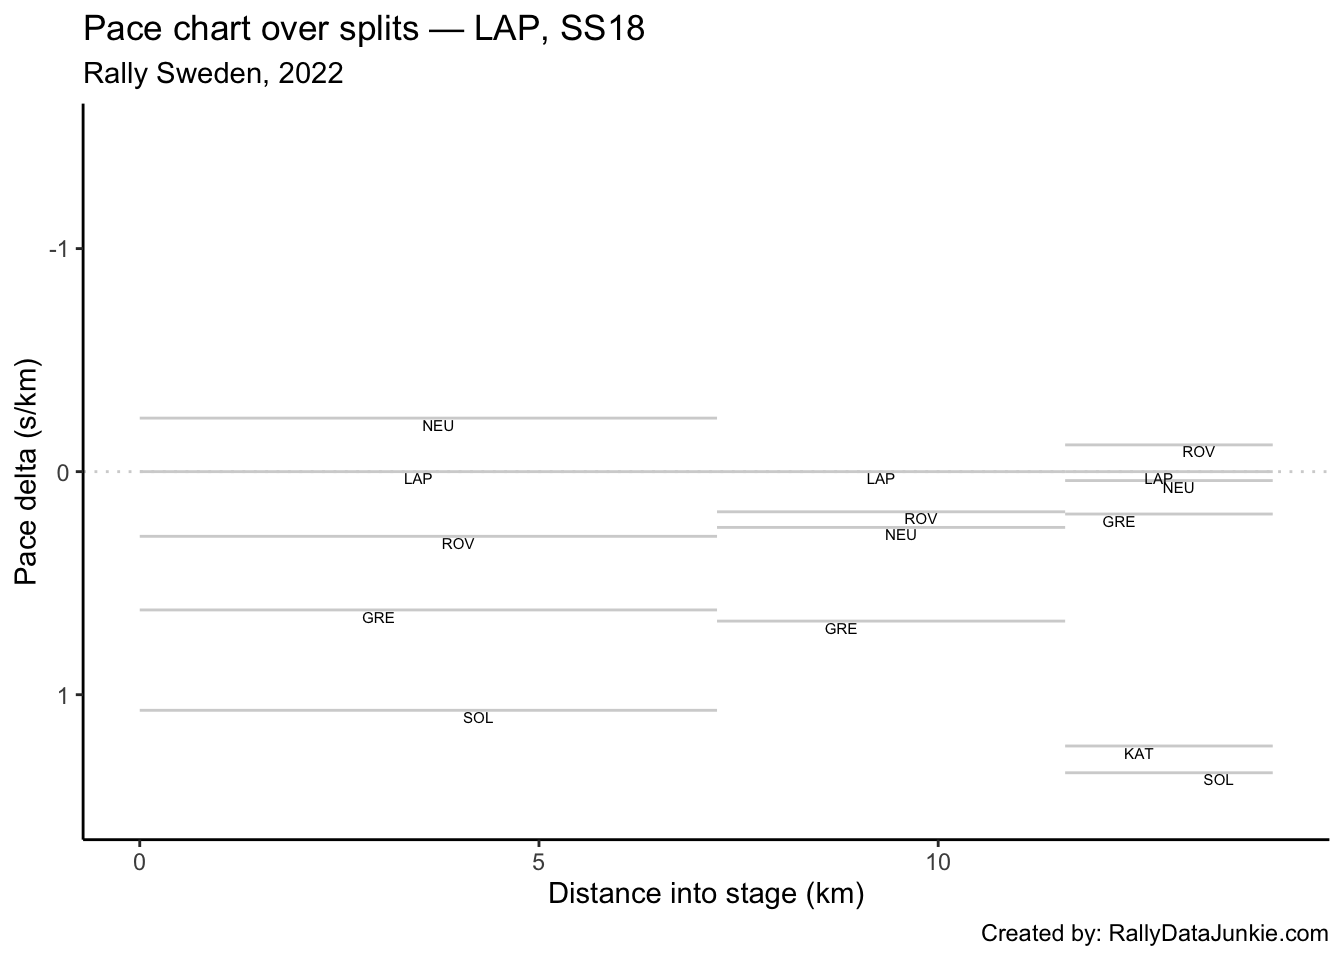 Pace chart over splits — LAP, SS18
Rally Sweden, 2022
Pace delta (s/km)
-1
0
1
NEU
LAP
ROV
GRE
SOL
LAP
ROV
NEU
GRE
ROV
LAP
NEU
GRE
KAT
SOL
0 5 10
Distance into stage (km)
Created by: RallyDataJunkie.com